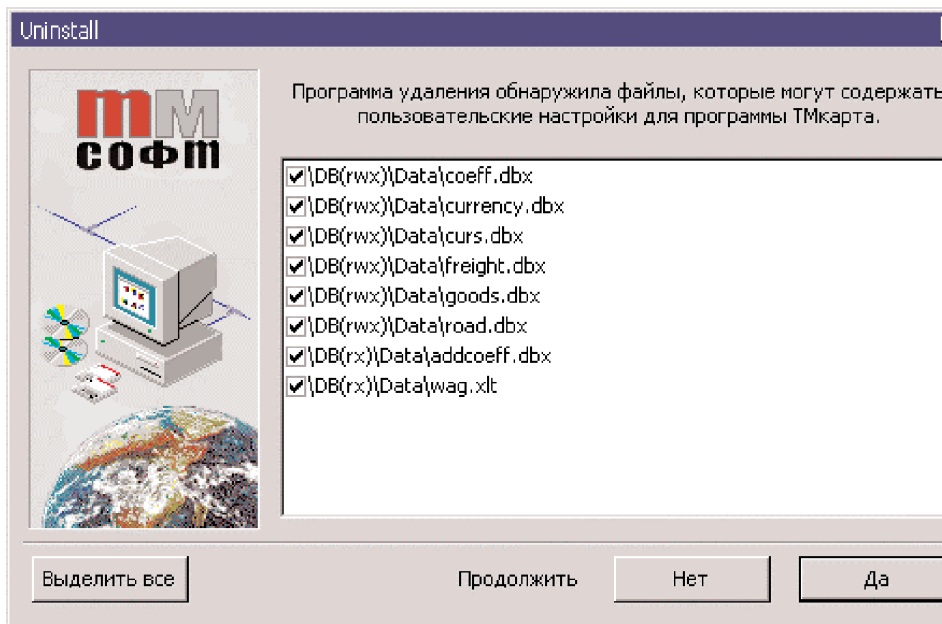 Uninstall
тм
софт
Программа удаления обнаружила файлы, которые могут содержать
пользовательские настройки для программы ТМкарта.
\DB(rwx)\Data\coeff.dbx
\DB(rwx)\Data\currency.dbx
\DB(rwx)\Data\curs.dbx
\DB(rwx)\Data\freight.dbx
\DB(rwx)\Data\goods.dbx
\DB(rwx)\Data\road.dbx
\DB(rx)\Data\addcoeff.dbx
\DB(rx)\Data\wag.xlt
Выделить все
Продолжить
Нет
Да